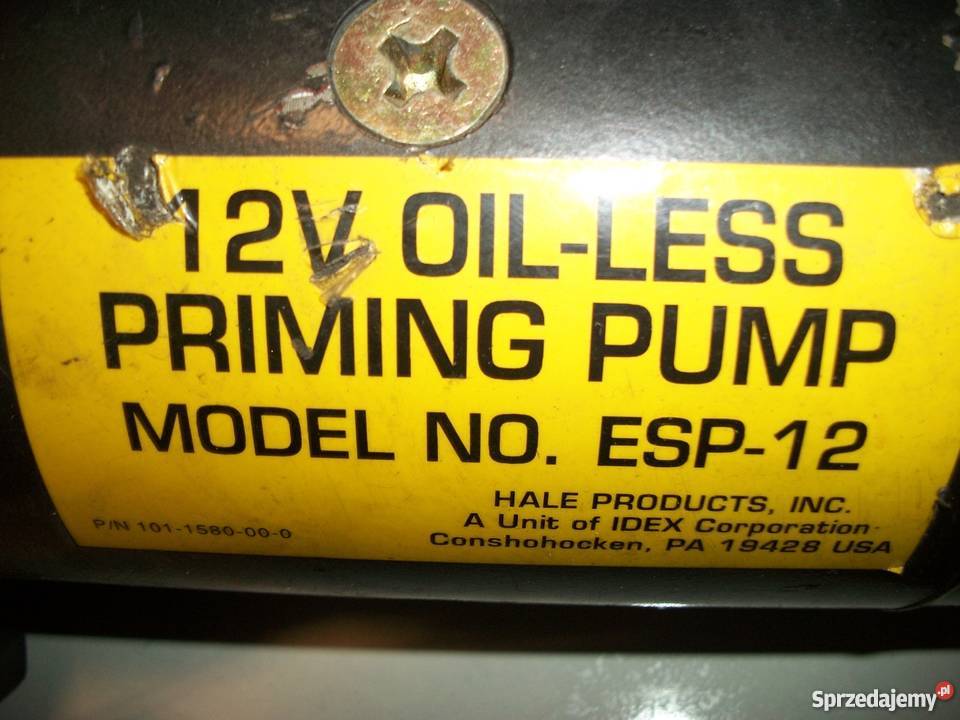 12V OIL-LESS
PRIMING PUMP
MODEL NO. ESP-12
HALE PRODUCTS, INC.
A Unit of IDEX Corporation
Conshohocken, PA 19428 USA
P/N 101-1580-00-0
Sprzedajemy.pl